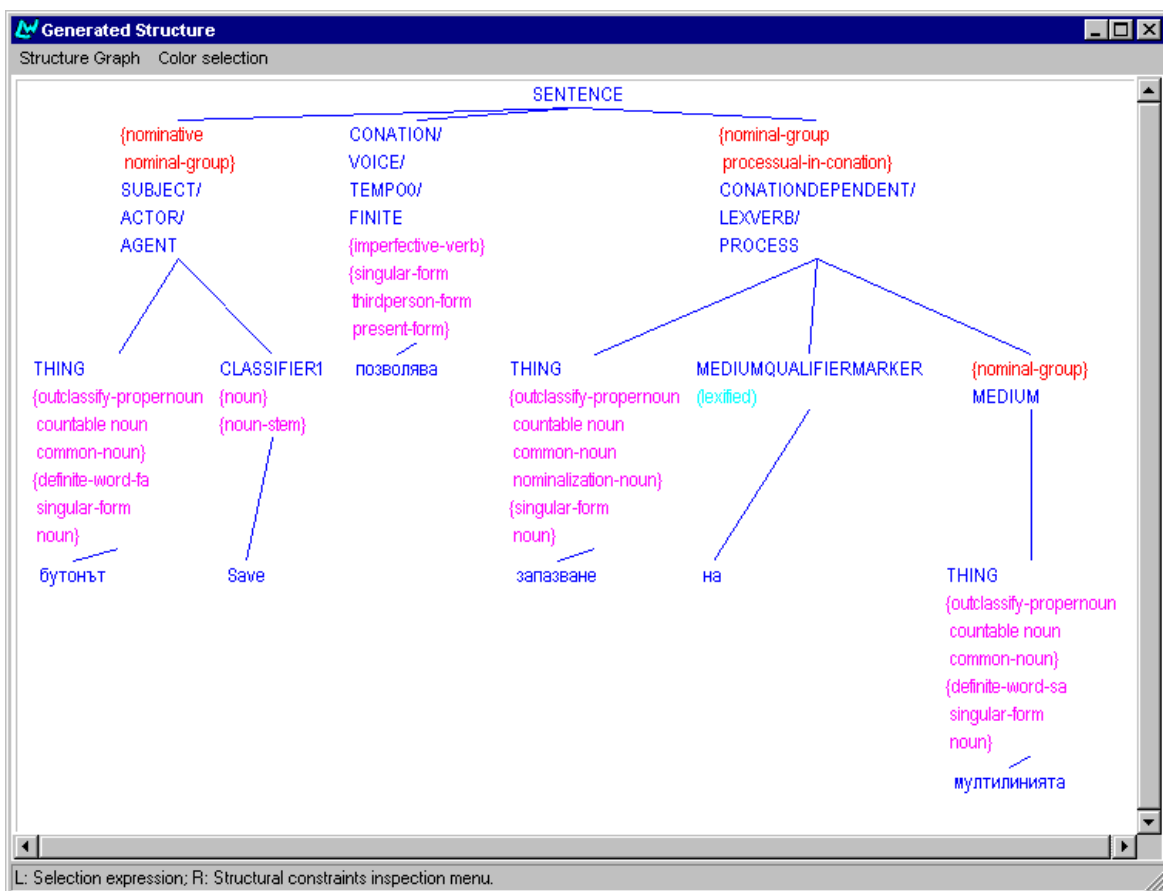 Generated Structure
Structure Graph Color selection
SENTENCE
{nominative
nominal-group}
SUBJECT/
ACTOR/
AGENT
CONATION/
VOICE/
TEMPO0/
FINITE
{imperfective-verb}
{singular-form
thirdperson-form
present-form}
{nominal-group
processual-in-conation}
CONATIONDEPENDENT/
LEXVERB/
PROCESS
THING
{outclassify-propernoun
countable noun
common-noun}
{definite-word-fa
singular-form
noun}
бутонът
CLASSIFIER1
{noun}
{noun-stem}
Save
позволява
THING
{outclassify-propernoun
countable noun
common-noun
nominalization-noun}
{singular-form
noun}
запазване
MEDIUMQUALIFIERMARKER
(lexified)
на
{nominal-group}
MEDIUM
THING
{outclassify-propernoun
countable noun
common-noun}
{definite-word-sa
singular-form
noun}
мултилинията
L: Selection expression; R: Structural constraints inspection menu.